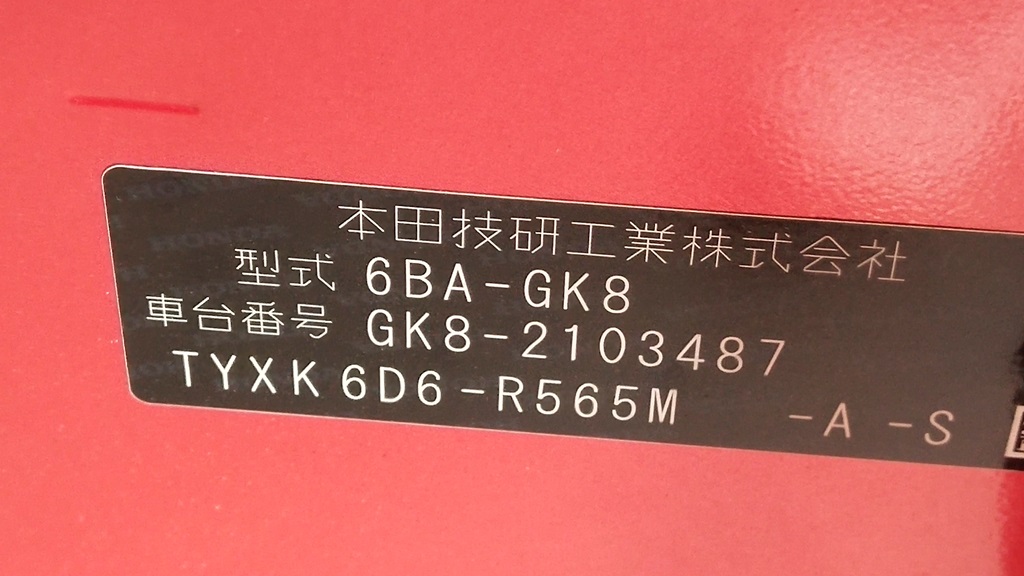 本田技研工業株式会社
型式 6BA-GK8
車台番号 GK8-2103487
TYXK6D6-R565M -A -S